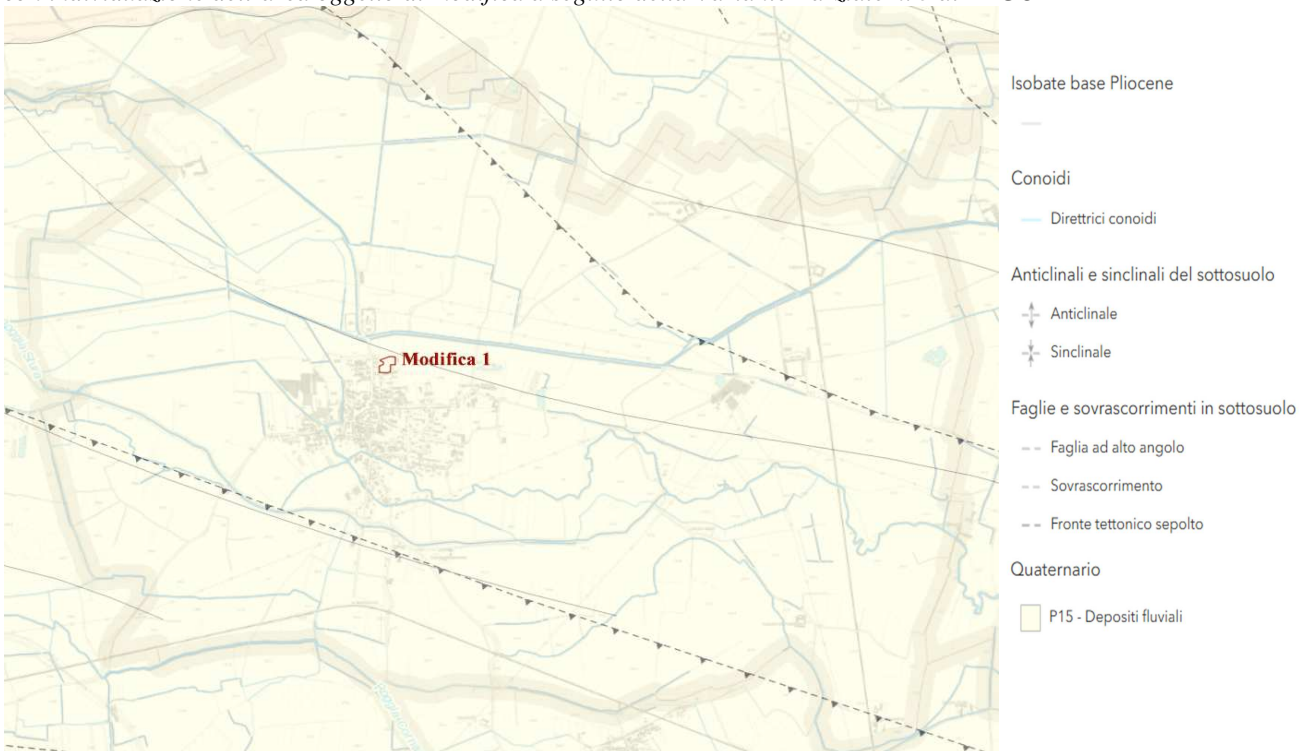 Isobate base Pliocene
Conoidi
Direttrici conoidi
Anticlinali e sinclinali del sottosuolo
Anticlinale
Sinclinale
Modifica 1
Faglie e sovrascorrimenti in sottosuolo
Faglia ad alto angolo
Sovrascorrimento
Fronte tettonico sepolto
Quaternario
P15 - Depositi fluviali